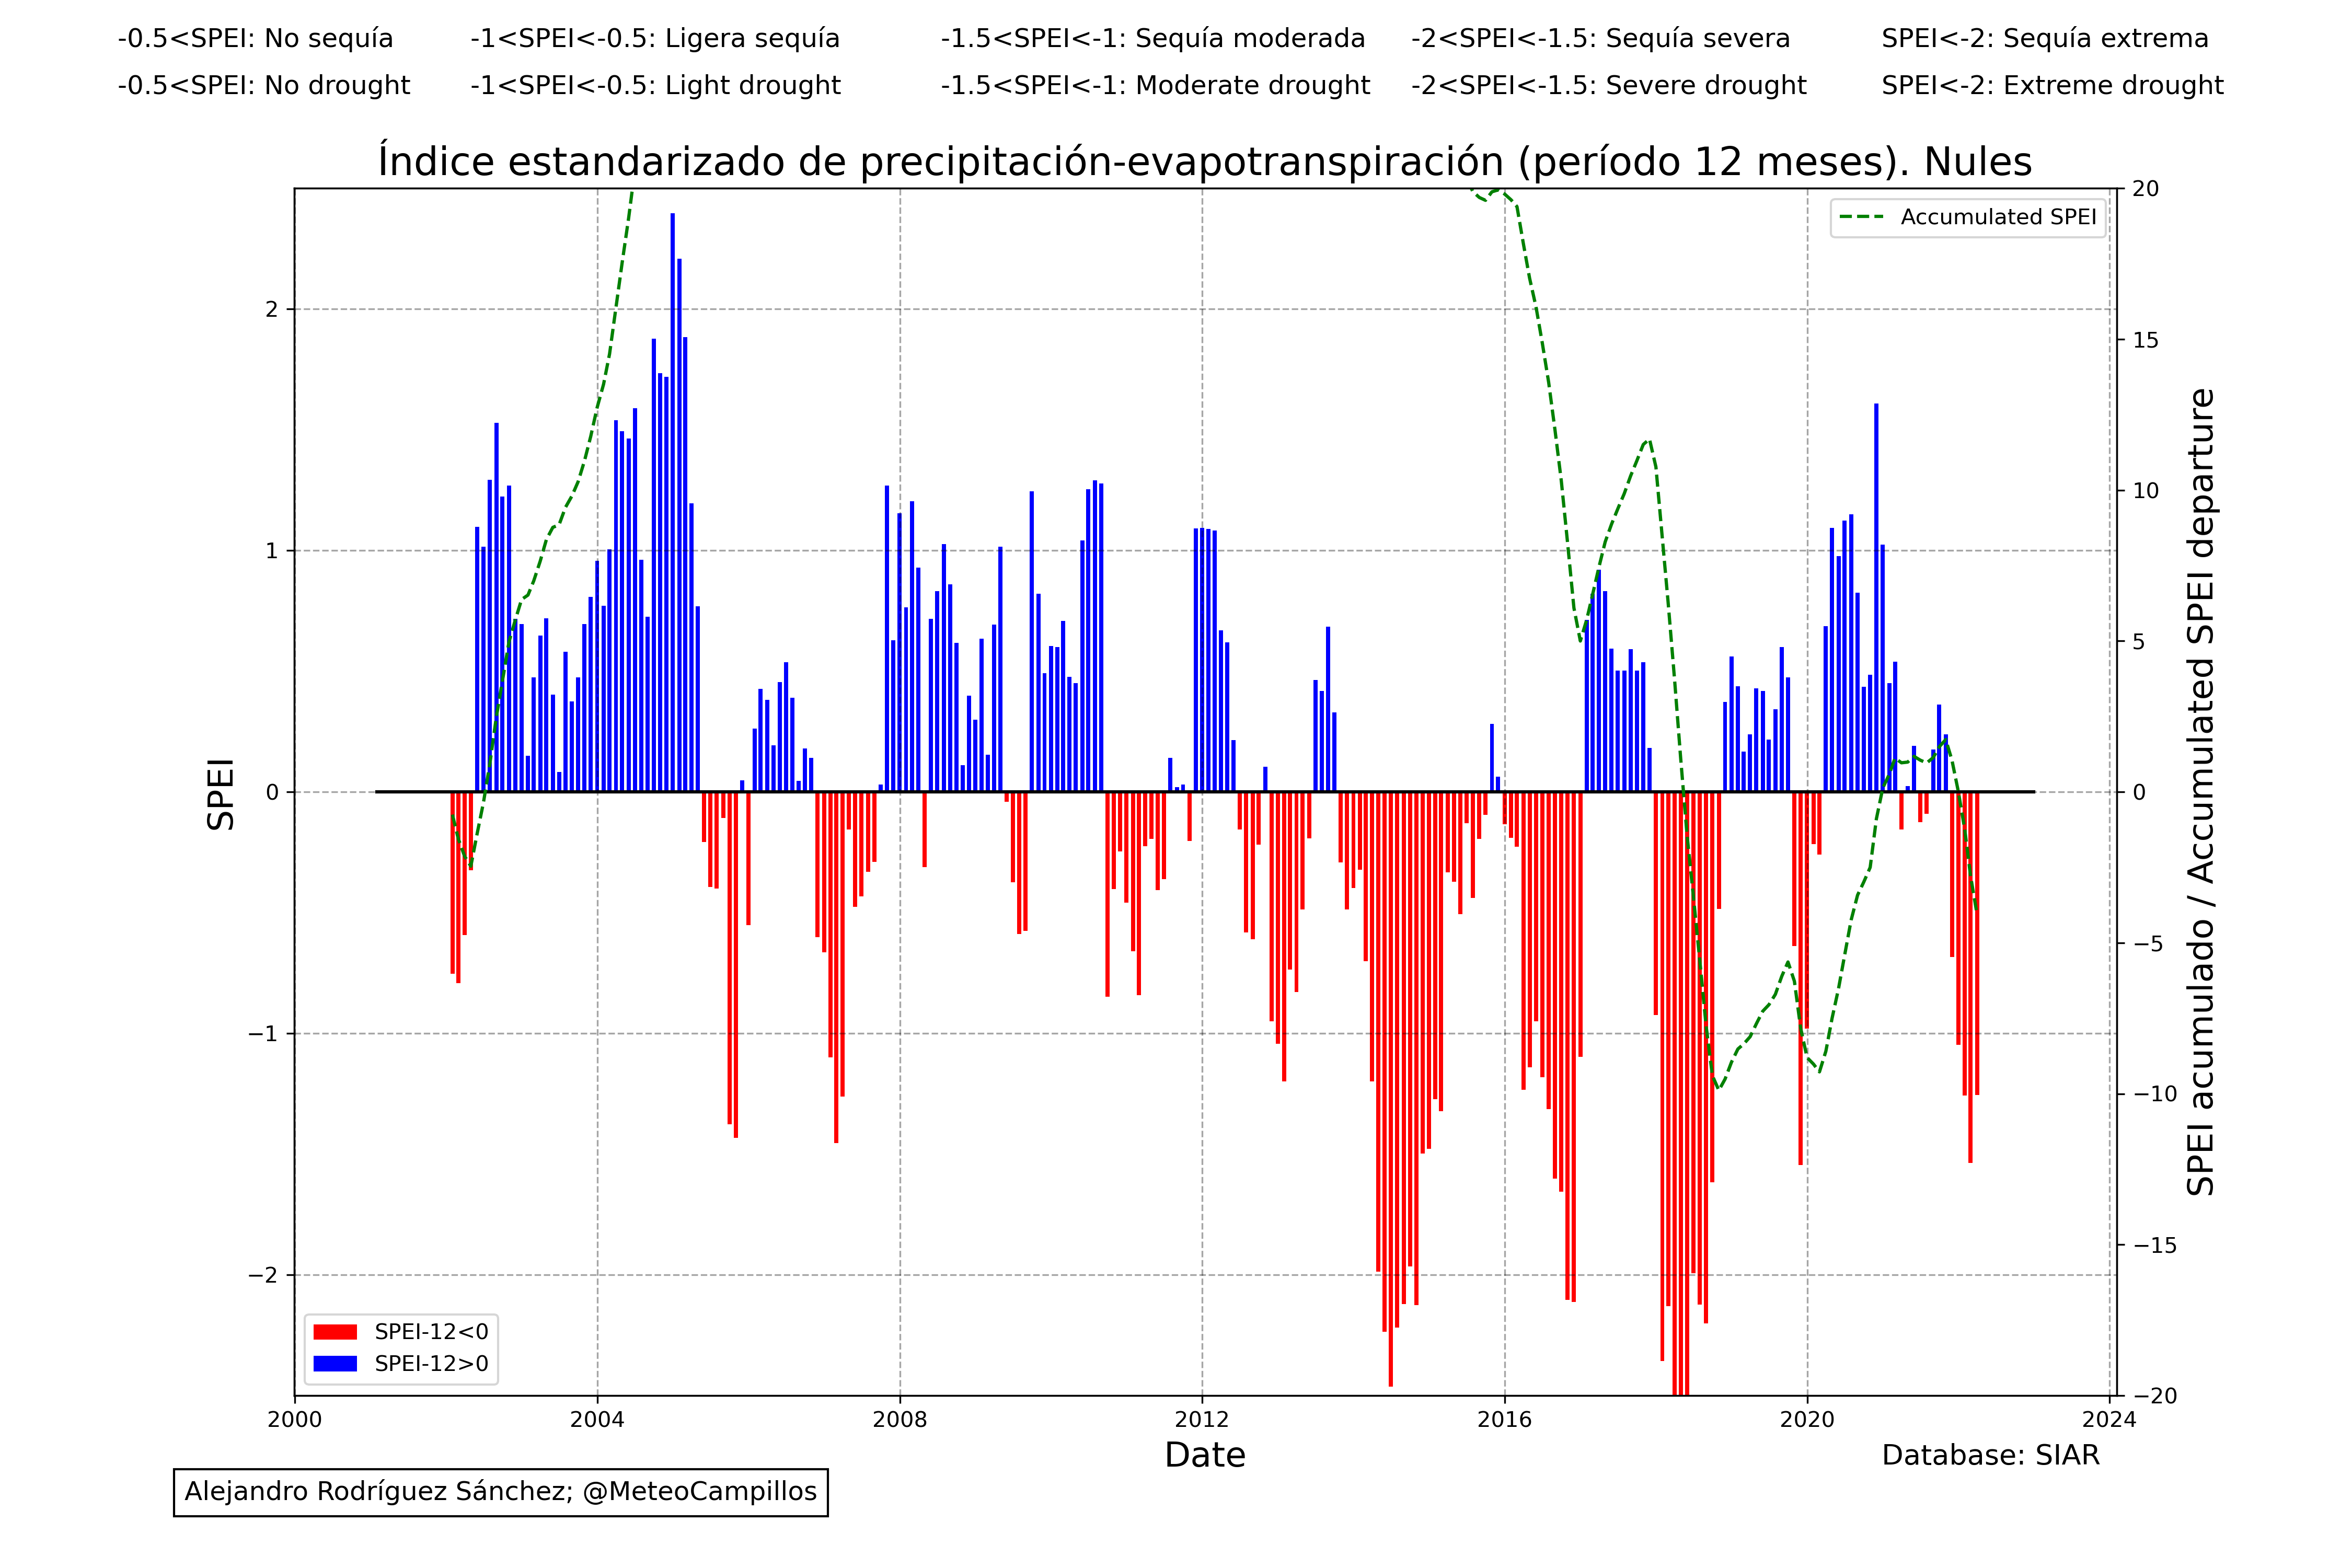 -0.5<SPEI: No sequía -1<SPEI<-0.5: Ligera sequía -1.5<SPEI<-1: Sequía moderada -2<SPEI<-1.5: Sequía severa SPEI<-2: Sequía extrema
-0.5<SPEI: No drought -1<SPEI<-0.5: Light drought -1.5<SPEI<-1: Moderate drought -2<SPEI<-1.5: Severe drought SPEI<-2: Extreme drought
Índice estandarizado de precipitación-evapotranspiración (período 12 meses). Nules
Accumulated SPEI
SPEI
2
1
0
−1
−2
20
15
10
5
0
−5
−10
−15
−20
SPEI acumulado / Accumulated SPEI departure
SPEI-12<0
SPEI-12>0
2000 2004 2008 2012 2016 2020 2024
Date
Database: SIAR
Alejandro Rodríguez Sánchez; @MeteoCampillos